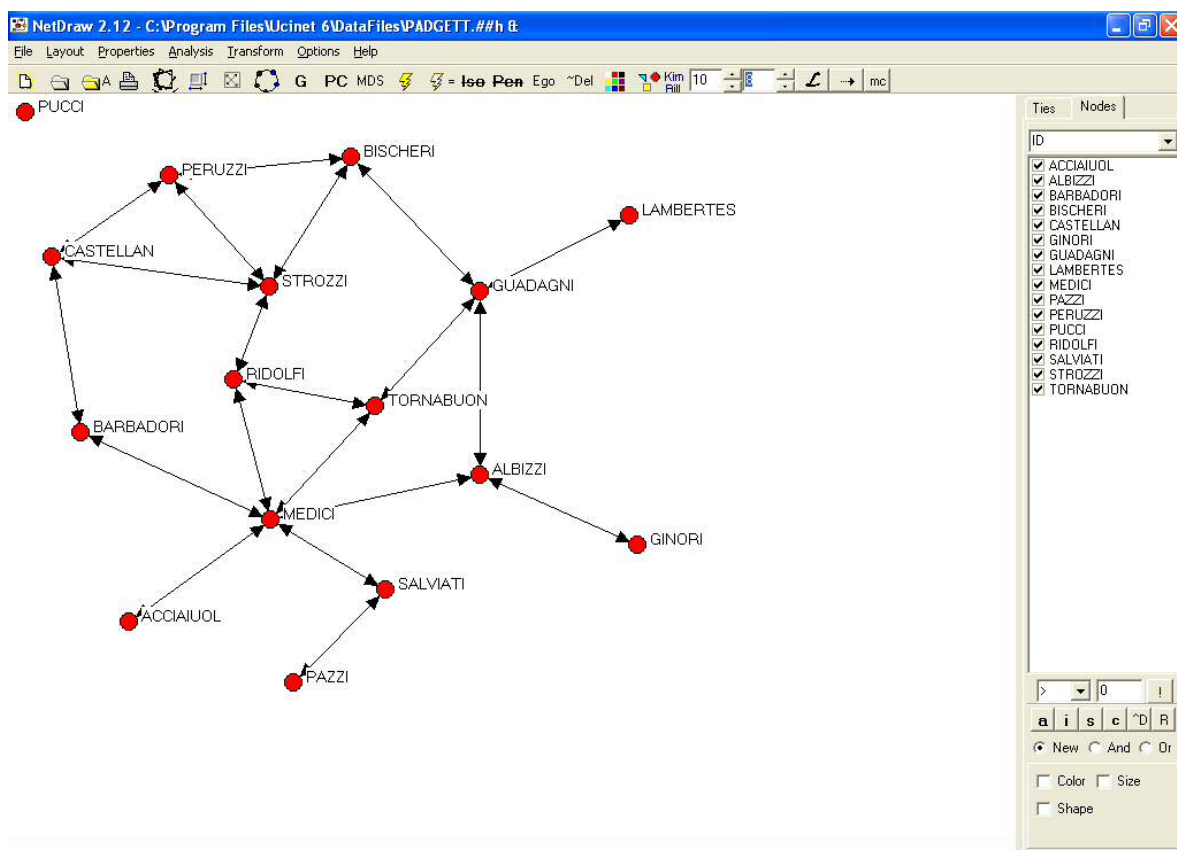 NetDraw 2.12 - C:\Program Files\Ucinet 6\DataFiles\PADGETT.##h &
File Layout Properties Analysis Transform Options Help
A G PC MDS = Iso Pen Ego ~Del Kim Rill 10 8 L mc
PUCCI
PERUZZI
BISCHERI
LAMBERTES
CASTELLAN
STROZZI
GUADAGNI
RIDOLFI
TORNABUON
BARBADORI
ALBIZZI
MEDICI
GINORI
SALVIATI
ACCIAIUOL
PAZZI
Ties Nodes
ID
ACCIAIUOL
ALBIZZI
BARBADORI
BISCHERI
CASTELLAN
GINORI
GUADAGNI
LAMBERTES
MEDICI
PAZZI
PERUZZI
PUCCI
RIDOLFI
SALVIATI
STROZZI
TORNABUON
> 0 !
a i s c ^D R
New And Or
Color Size
Shape